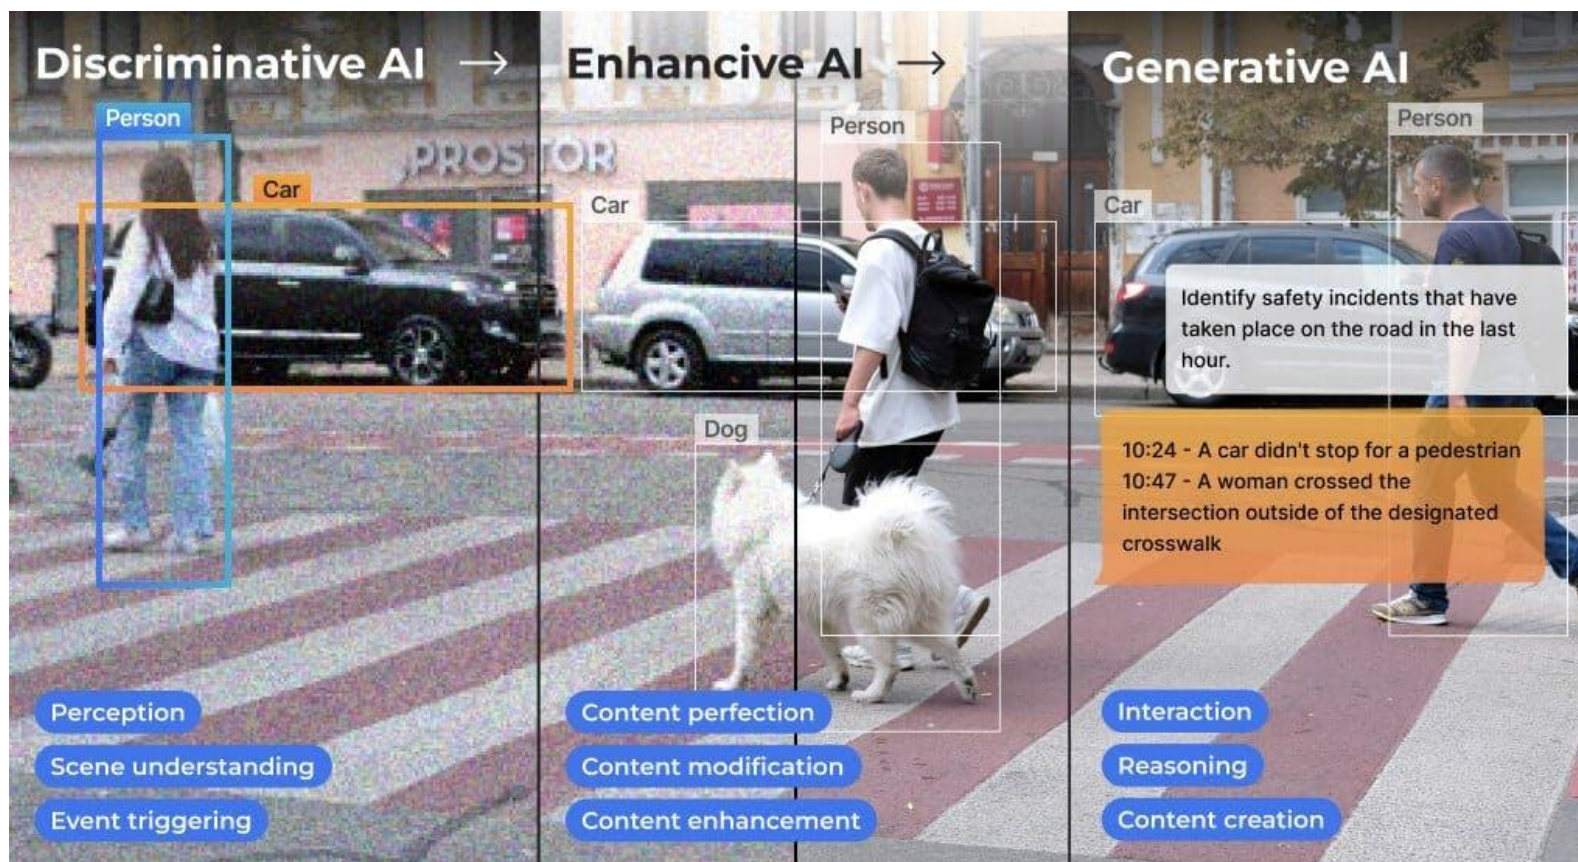 Discriminative AI →
Person
Car
PROSTOR
Perception
Scene understanding
Event triggering
Enhancive AI →
Person
Car
Dog
Content perfection
Content modification
Content enhancement
Generative AI
Person
Car
Identify safety incidents that have
taken place on the road in the last
hour.
10:24 - A car didn't stop for a pedestrian
10:47 - A woman crossed the
intersection outside of the designated
crosswalk
Interaction
Reasoning
Content creation